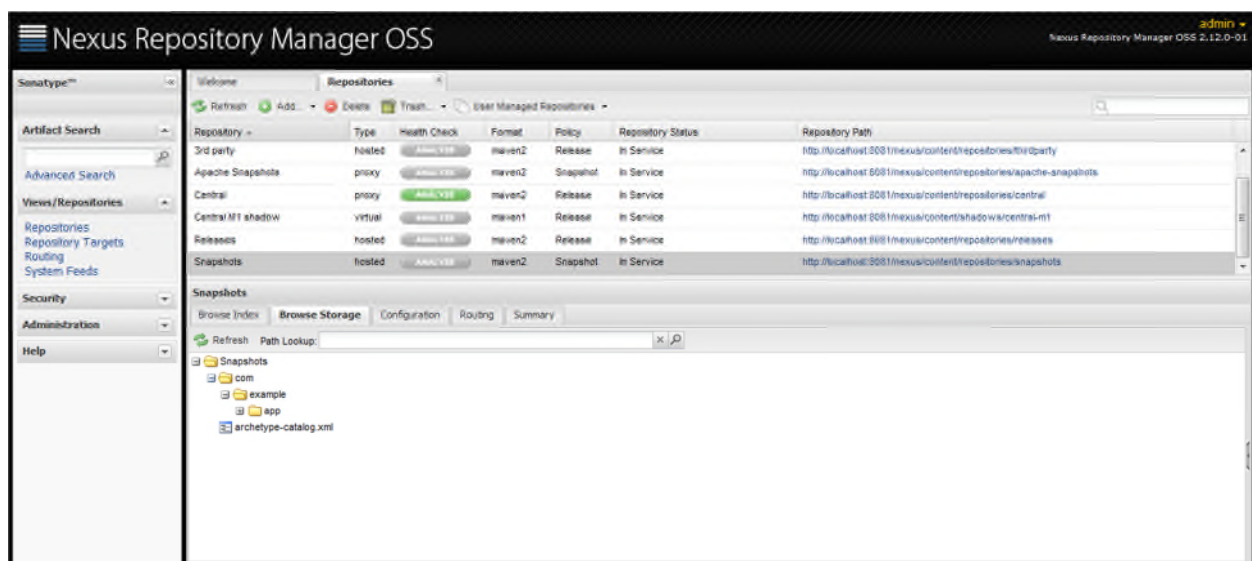 Nexus Repository Manager OSS
admin
Nexus Repository Manager OSS 2.12.0-01
Sonatype™
Artifact Search
Advanced Search
Views/Repositories
Repositories
Repository Targets
Routing
System Feeds
Security
Administration
Help
Welcome Repositories
Refresh Add... Delete Trash... User Managed Repositories
Repository Type Health Check Format Policy Repository Status Repository Path
3rd party hosted ANALYZE maven2 Release In Service http://localhost:8081/nexus/content/repositories/thirdparty
Apache Snapshots proxy ANALYZE maven2 Snapshot In Service http://localhost:8081/nexus/content/repositories/apache-snapshots
Central proxy ANALYZE maven2 Release In Service http://localhost:8081/nexus/content/repositories/central
Central M1 shadow virtual ANALYZE maven1 Release In Service http://localhost:8081/nexus/content/shadows/central-m1
Releases hosted ANALYZE maven2 Release In Service http://localhost:8081/nexus/content/repositories/releases
Snapshots hosted ANALYZE maven2 Snapshot In Service http://localhost:8081/nexus/content/repositories/snapshots
Snapshots
Browse Index Browse Storage Configuration Routing Summary
Refresh Path Lookup:
Snapshots
com
example
app
archetype-catalog.xml